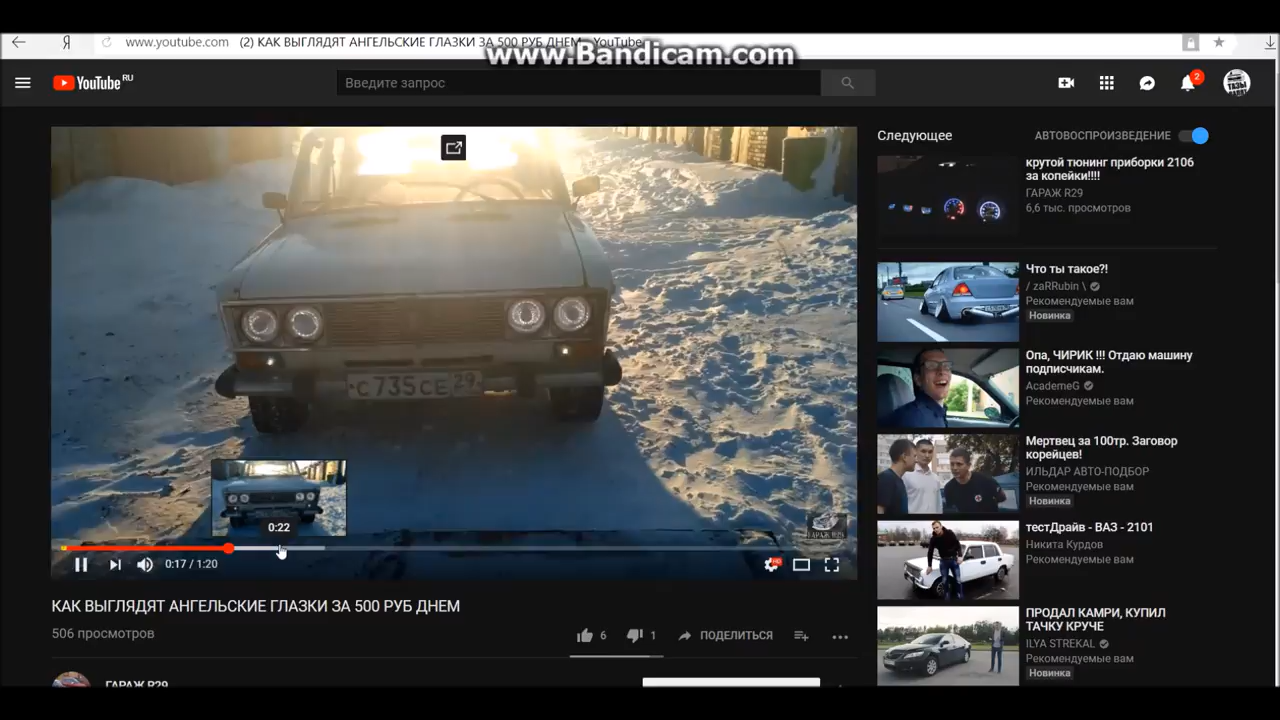 www.youtube.com (2) КАК ВЫГЛЯДЯТ АНГЕЛЬСКИЕ ГЛАЗКИ ЗА 500 РУБ ДНЕМ - YouTube
www.Bandicam.com
YouTube RU
Введите запрос
2
С 735 СЕ 29
0:22
ГАРАЖ R29
0:17 / 1:20
HD
КАК ВЫГЛЯДЯТ АНГЕЛЬСКИЕ ГЛАЗКИ ЗА 500 РУБ ДНЕМ
506 просмотров
6
1
ПОДЕЛИТЬСЯ
ГАРАЖ R29
Следующее
АВТОВОСПРОИЗВЕДЕНИЕ
крутой тюнинг приборки 2106
за копейки!!!!
ГАРАЖ R29
6,6 тыс. просмотров
Что ты такое?!
/ zaRRubin \
Рекомендуемые вам
Новинка
Опа, ЧИРИК !!! Отдаю машину
подписчикам.
AcademeG
Рекомендуемые вам
Мертвец за 100тр. Заговор
корейцев!
ИЛЬДАР АВТО-ПОДБОР
Рекомендуемые вам
Новинка
тестДрайв - ВАЗ - 2101
Никита Курдов
Рекомендуемые вам
ПРОДАЛ КАМРИ, КУПИЛ
ТАЧКУ КРУЧЕ
ILYA STREKAL
Рекомендуемые вам
Новинка